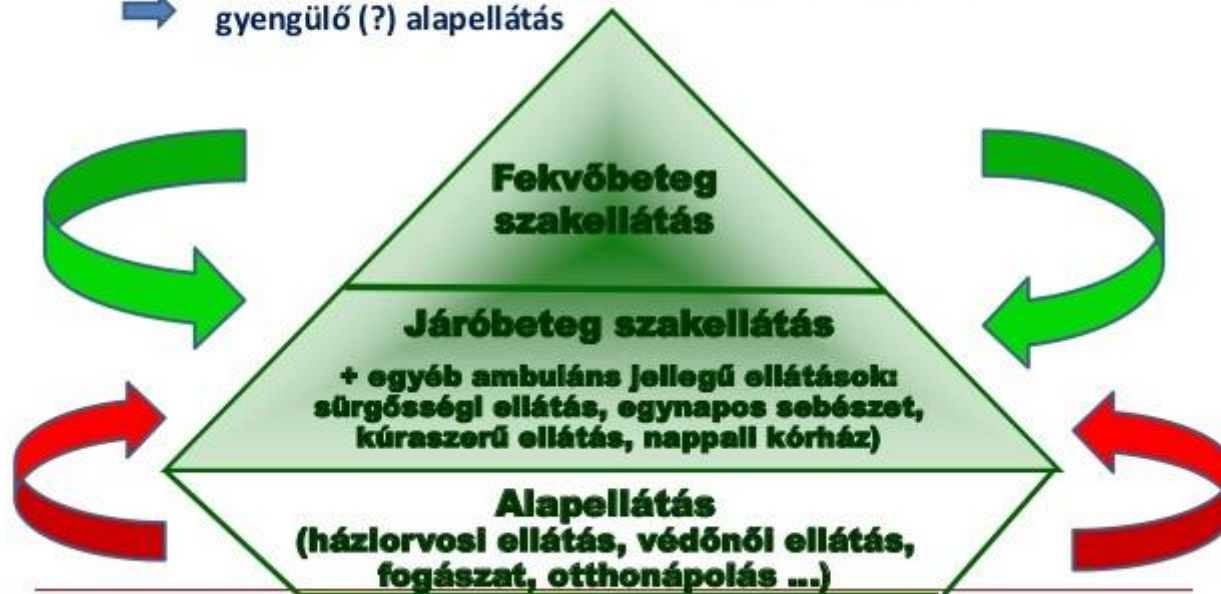 gyengülő (?) alapellátás
Fekvőbeteg
szakellátás
Járóbeteg szakellátás
+ egyéb ambuláns jellegű ellátások:
sürgősségi ellátás, egynapos sebészet,
kúraszerű ellátás, nappali kórház)
Alapellátás
(háziorvosi ellátás, védőnői ellátás,
fogászat, otthonápolás ...)